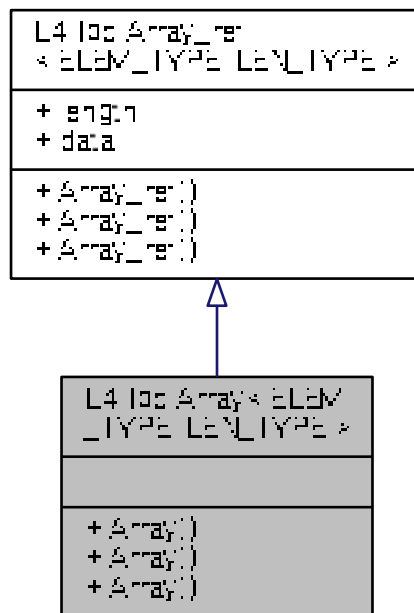 L4::Ipc::Array_ref
< ELEM_TYPE, LEN_TYPE >
+ length
+ data
+ Array_ref()
+ Array_ref()
+ Array_ref()
L4::Ipc::Array< ELEM
_TYPE, LEN_TYPE >
+ Array()
+ Array()
+ Array()